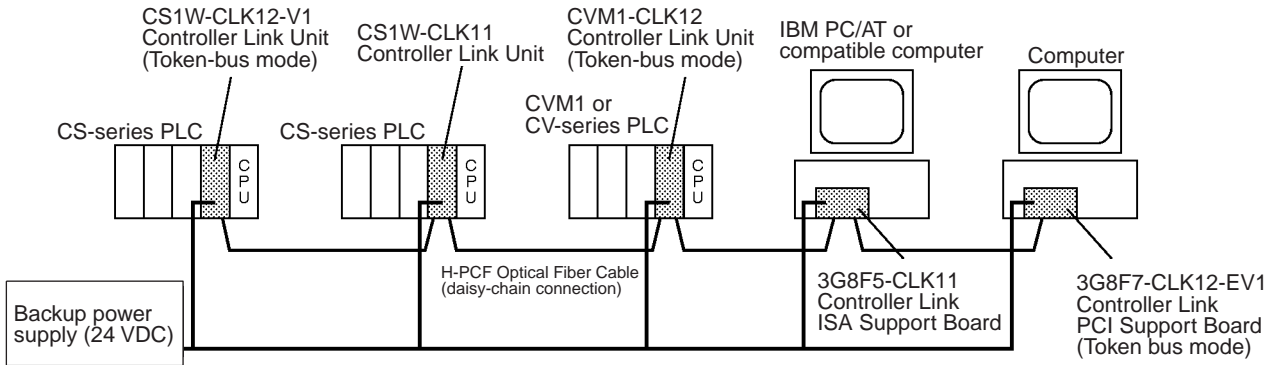 CS1W-CLK12-V1
Controller Link Unit
(Token-bus mode)
CS1W-CLK11
Controller Link Unit
CVM1-CLK12
Controller Link Unit
(Token-bus mode)
IBM PC/AT or
compatible computer
Computer
CS-series PLC
CS-series PLC
CVM1 or
CV-series PLC
CPU
CPU
CPU
H-PCF Optical Fiber Cable
(daisy-chain connection)
3G8F5-CLK11
Controller Link
ISA Support Board
3G8F7-CLK12-EV1
Controller Link
PCI Support Board
(Token bus mode)
Backup power
supply (24 VDC)